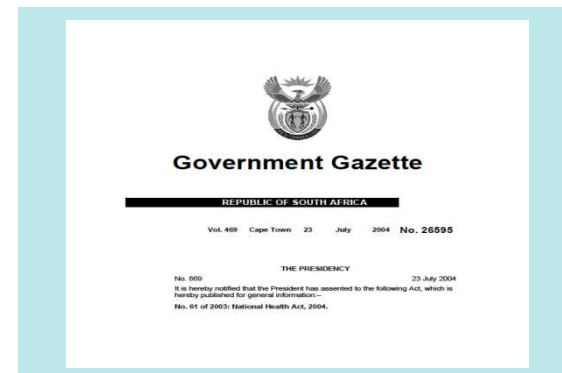 Government Gazette
REPUBLIC OF SOUTH AFRICA
Vol. 469 Cape Town 23 July 2004 No. 26595
THE PRESIDENCY
No. 869 23 July 2004
It is hereby notified that the President has assented to the following Act, which is
hereby published for general information:–
No. 61 of 2003: National Health Act, 2004.